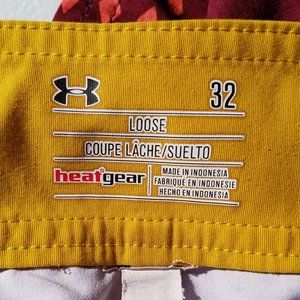 32
LOOSE
COUPE LÂCHE/SUELTO
heatgear
MADE IN INDONESIA
FABRIQUÉ EN INDONÉSIE
HECHO EN INDONESIA